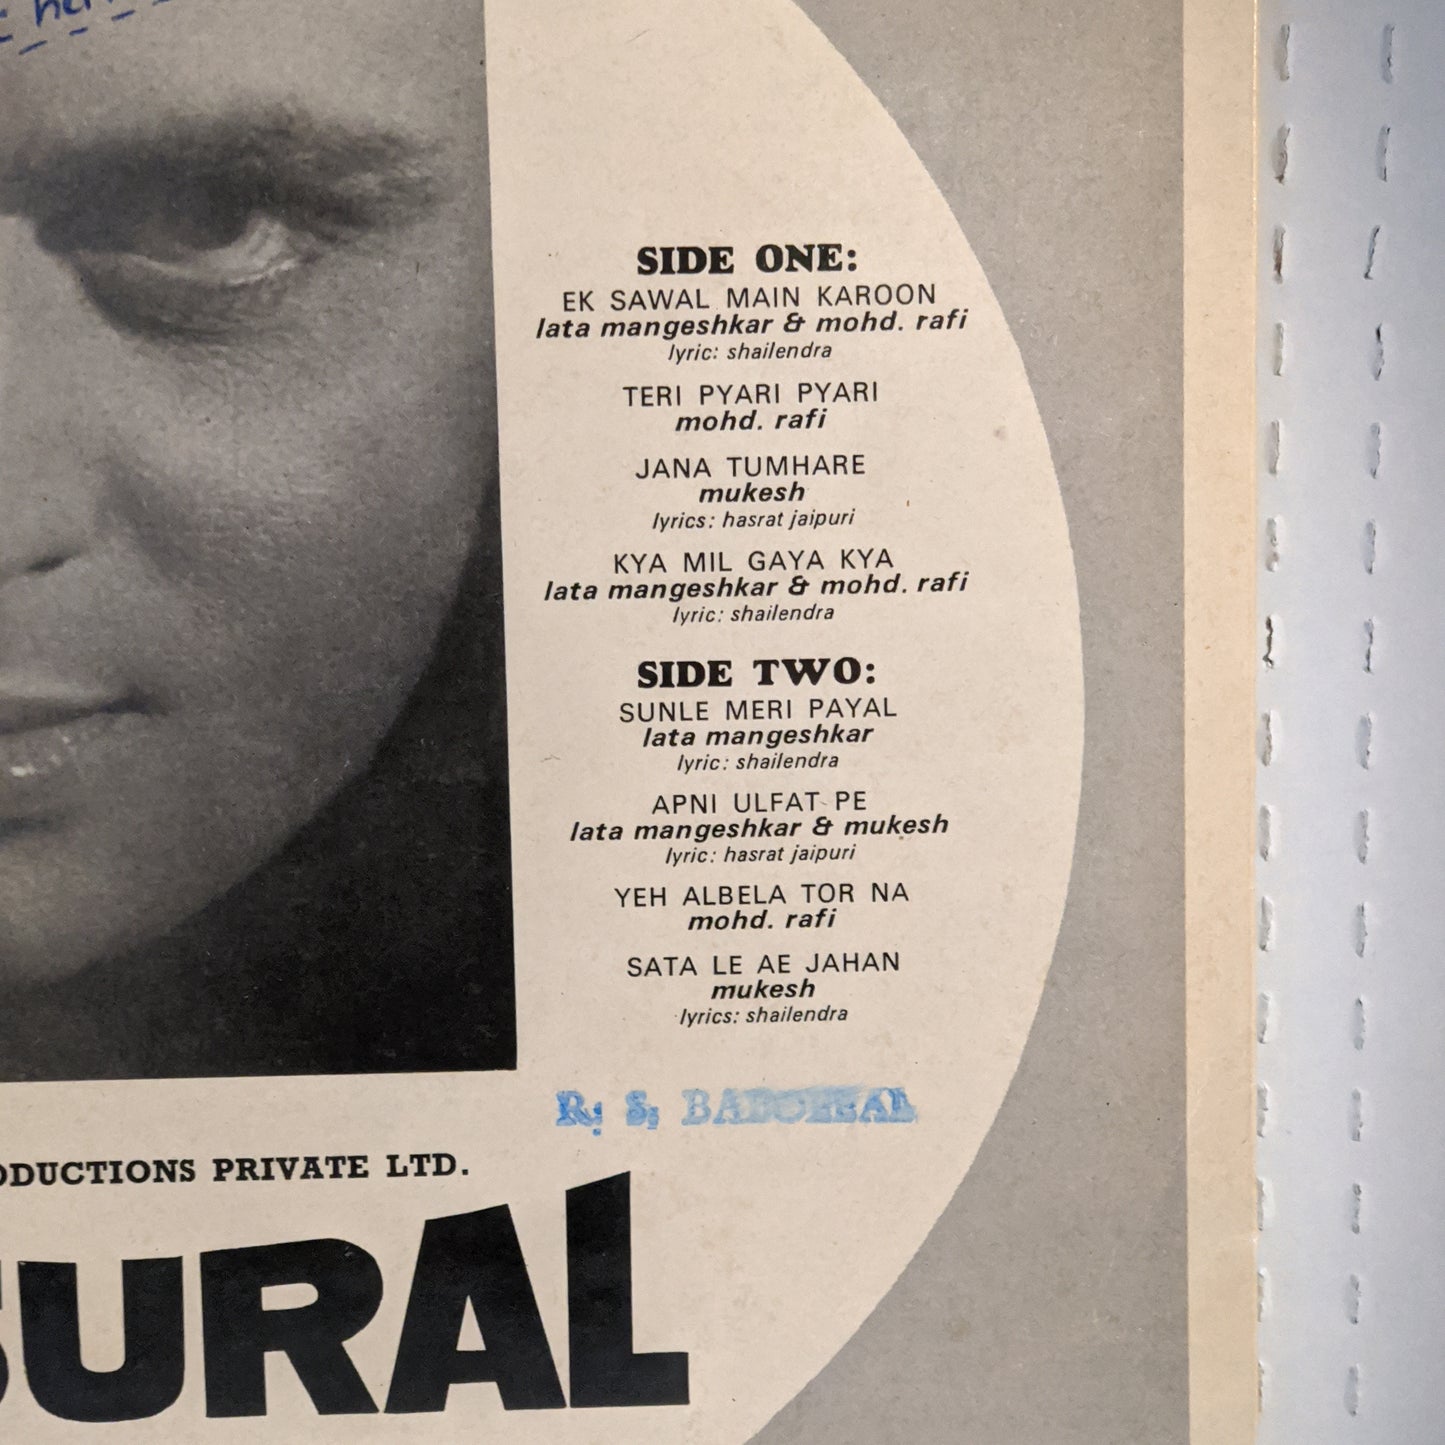 SIDE ONE:
EK SAWAL MAIN KAROON
lata mangeshkar & mohd. rafi
lyric: shailendra
TERI PYARI PYARI
mohd. rafi
JANA TUMHARE
mukesh
lyrics: hasrat jaipuri
KYA MIL GAYA KYA
lata mangeshkar & mohd. rafi
lyric: shailendra
SIDE TWO:
SUNLE MERI PAYAL
lata mangeshkar
lyric: shailendra
APNI ULFAT PE
lata mangeshkar & mukesh
lyric: hasrat jaipuri
YEH ALBELA TOR NA
mohd. rafi
SATA LE AE JAHAN
mukesh
lyrics: shailendra
R. S.
ODUCTIONS PRIVATE LTD.
SURAL